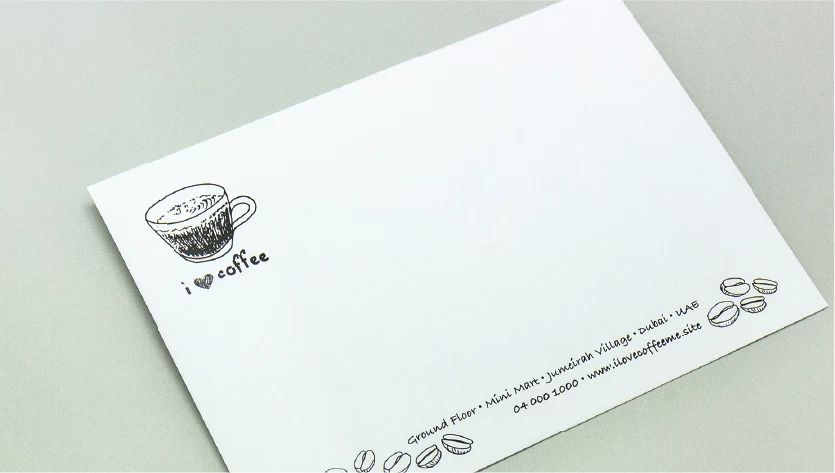 i ♥ coffee
Ground Floor • Mini Mart • Jumeirah Village • Dubai • UAE
04 000 1000 • www.ilovecoffeeme.site